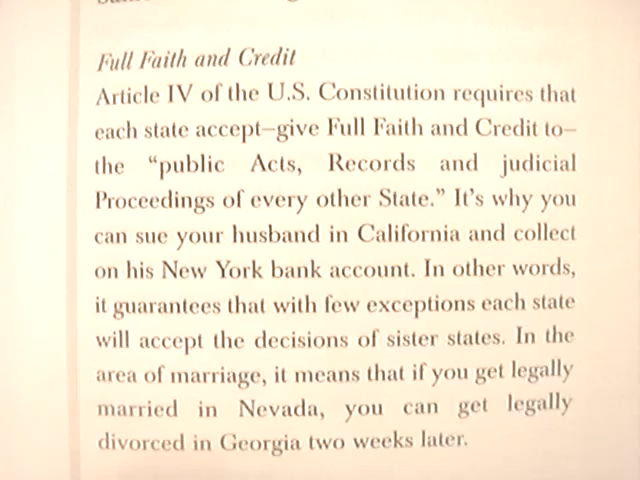 Full Faith and Credit
Article IV of the U.S. Constitution requires that
each state accept–give Full Faith and Credit to–
the “public Acts, Records and judicial
Proceedings of every other State.” It’s why you
can sue your husband in California and collect
on his New York bank account. In other words,
it guarantees that with few exceptions each state
will accept the decisions of sister states. In the
area of marriage, it means that if you get legally
married in Nevada, you can get legally
divorced in Georgia two weeks later.